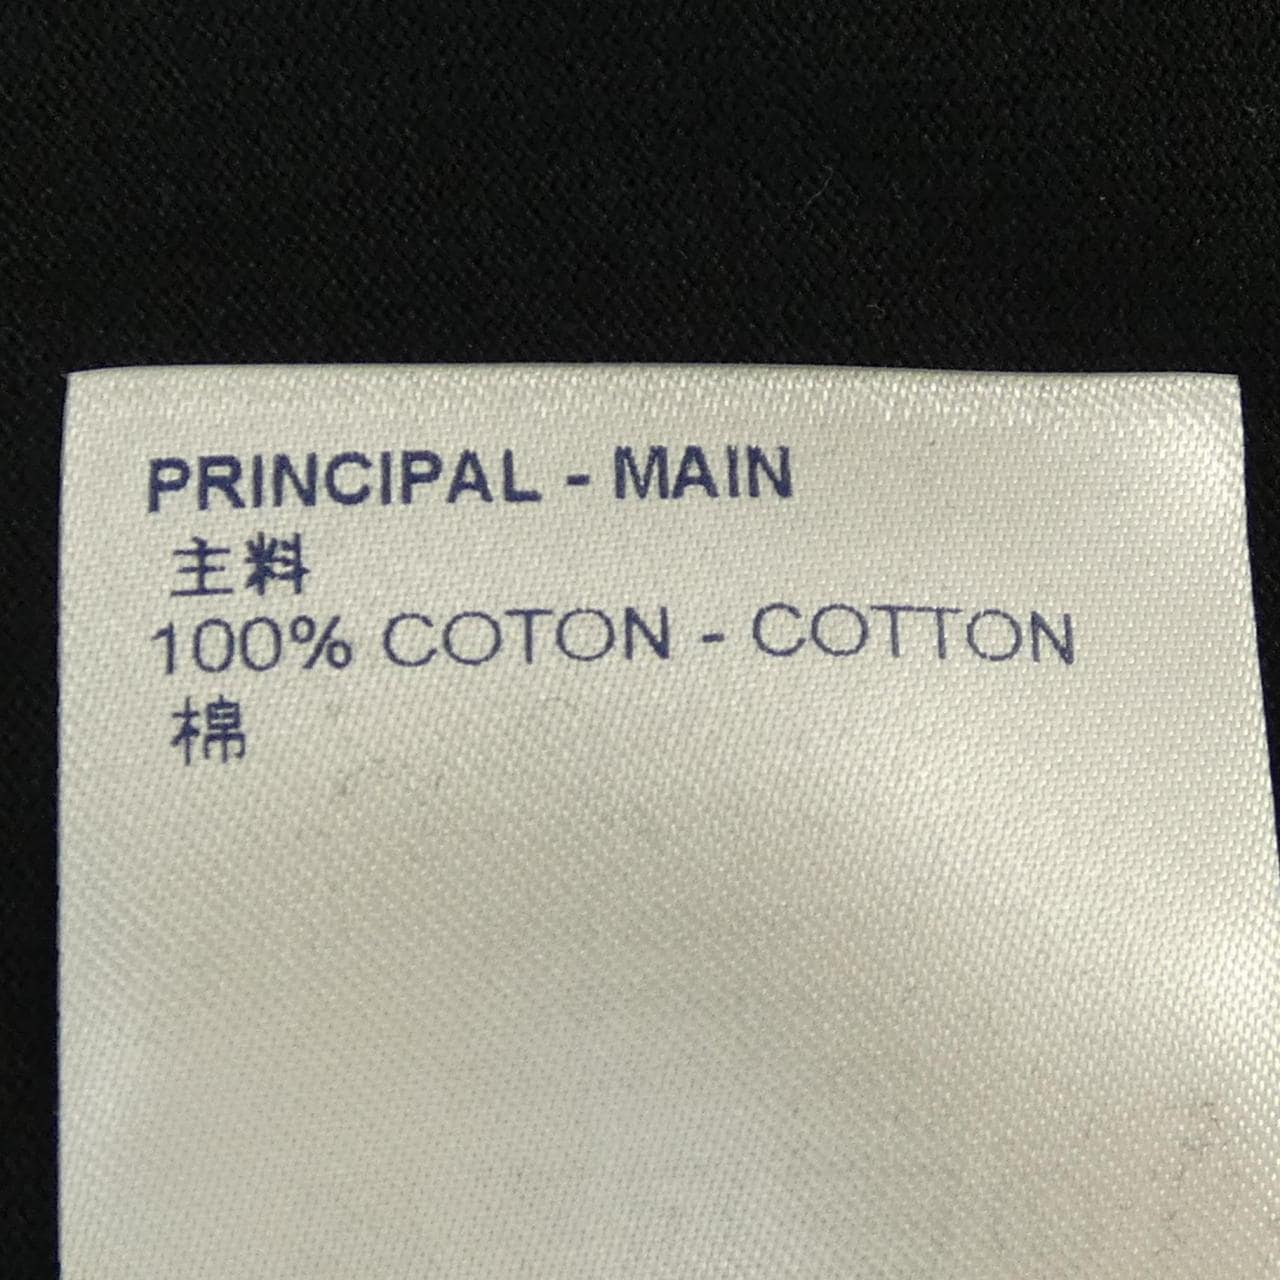 PRINCIPAL - MAIN
主料
100% COTON - COTTON
棉